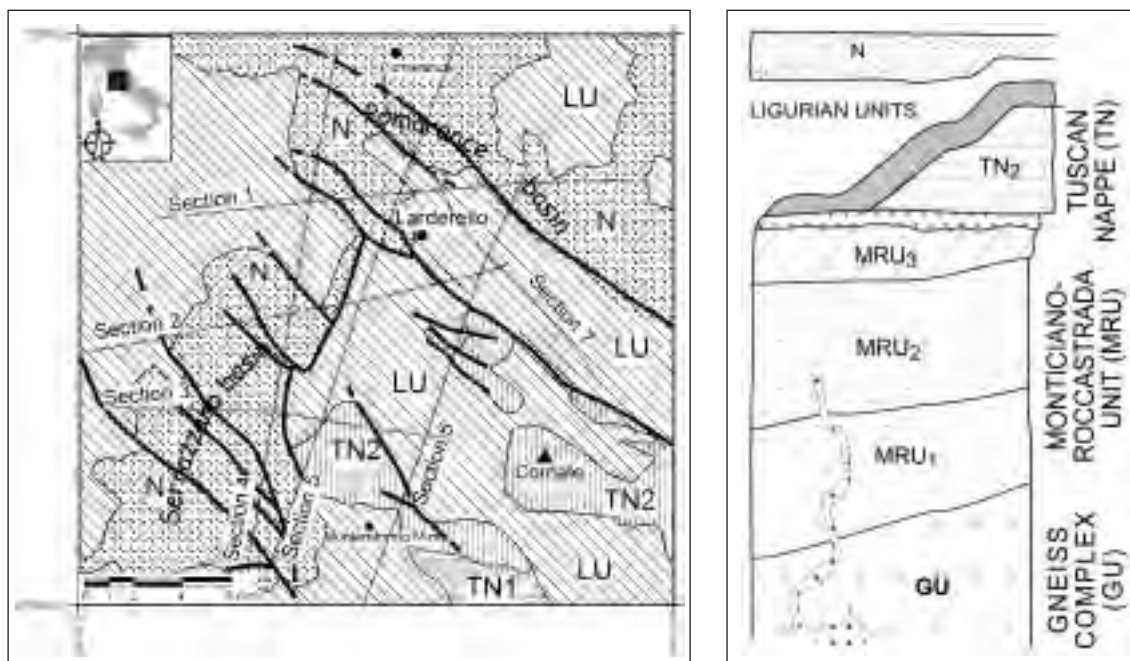 LU
Pomarance
basin
N
N
Section 1
Larderello
N
Section 7
Section 2
LU
LU
Section 3
Serrazzano basin
TN2
Section 5
Cornate
TN2
N
Section 4
LU
TN1
N
LIGURIAN UNITS
TN2
TUSCAN
NAPPE (TN)
MRU3
MRU2
MRU1
MONTICIANO-
ROCCASTRADA
UNIT (MRU)
GU
GNEISS
COMPLEX
(GU)